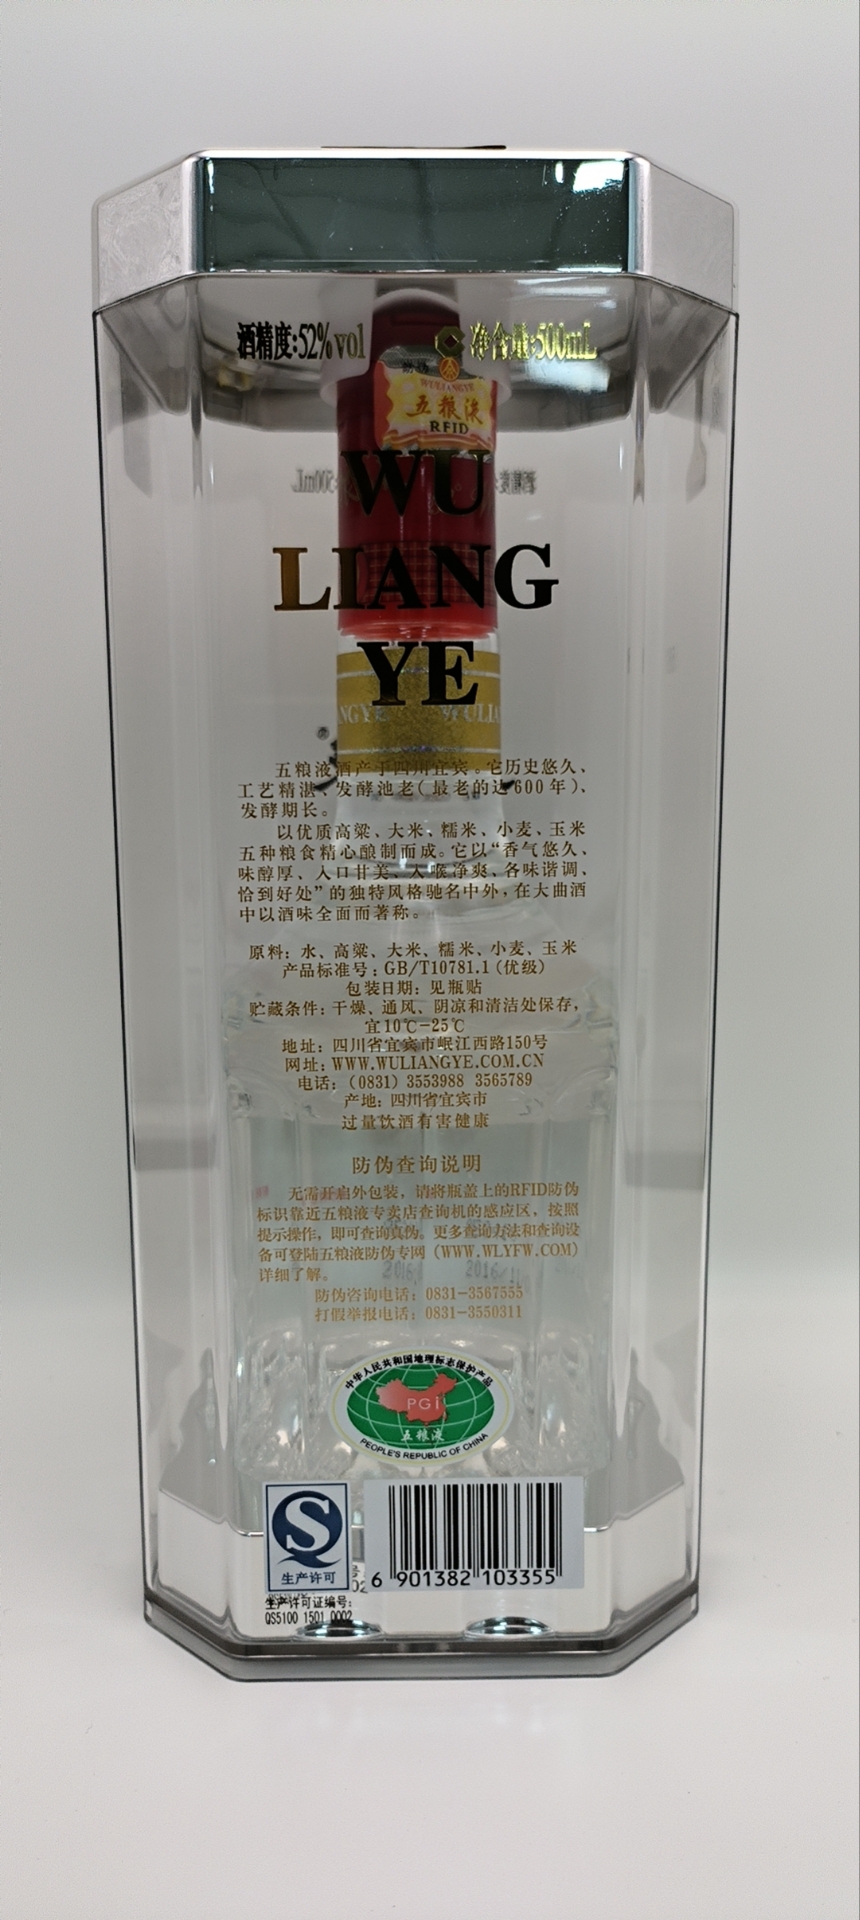 酒精度:52%vol
净含量:500mL
WULIANGYE
五粮液
RFID
WU
LIANG
YE
五粮液酒产于四川宜宾。它历史悠久、
工艺精湛、发酵池老(最老的达600年)、
发酵期长。
以优质高粱、大米、糯米、小麦、玉米
五种粮食精心酿制而成。它以“香气悠久、
味醇厚、入口甘美、入喉净爽、各味谐调、
恰到好处”的独特风格驰名中外,在大曲酒
中以酒味全面而著称。
原料: 水、高粱、大米、糯米、小麦、玉米
产品标准号: GB/T10781.1 (优级)
包装日期: 见瓶贴
贮藏条件: 干燥、通风、阴凉和清洁处保存,
宜10℃-25℃
地址: 四川省宜宾市岷江西路150号
网址: WWW.WULIANGYE.COM.CN
电话: (0831) 3553988 3565789
产地: 四川省宜宾市
过量饮酒有害健康
防伪查询说明
无需开启外包装, 请将瓶盖上的RFID防伪
标识靠近五粮液专卖店查询机的感应区, 按照
提示操作, 即可查询真伪。更多查询方法和查询设
备可登陆五粮液防伪专网 (WWW.WLYFW.COM)
详细了解。
防伪咨询电话: 0831-3567555
打假举报电话: 0831-3550311
中华人民共和国地理标志保护产品
PGI
五粮液
PEOPLE'S REPUBLIC OF CHINA
生产许可
6 901382 103355
生产许可证编号:
QS5100 1501 0002